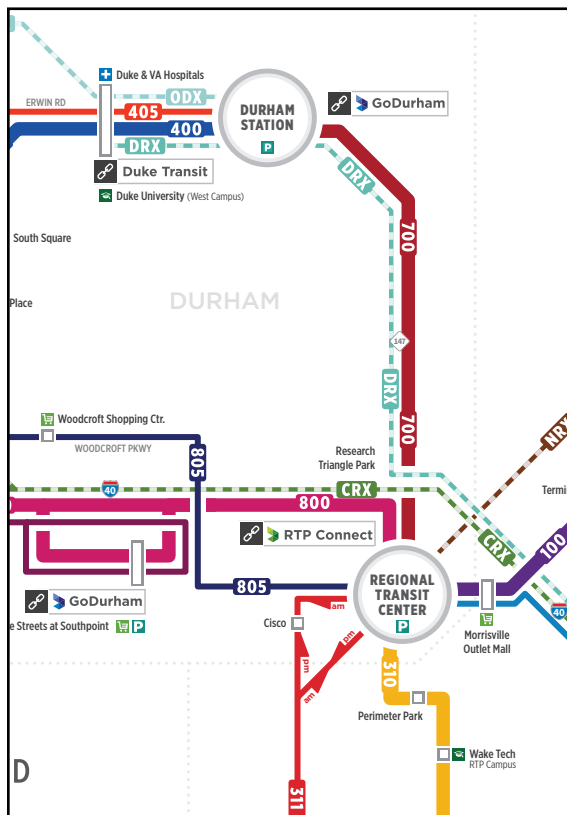 Duke & VA Hospitals
ERWIN RD
ODX
405
400
DRX
DURHAM
STATION
P
GoDurham
Duke Transit
Duke University (West Campus)
DRX
700
South Square
DURHAM
Place
147
DRX
700
Woodcroft Shopping Ctr.
WOODCROFT PKWY
805
Research
Triangle Park
NRX
40
CRX
Termin
800
CRX
100
RTP Connect
805
REGIONAL
TRANSIT
CENTER
P
GoDurham
e Streets at Southpoint
P
am
Cisco
pm
pm
am
40
Morrisville
Outlet Mall
310
Perimeter Park
Wake Tech
RTP Campus
D
311